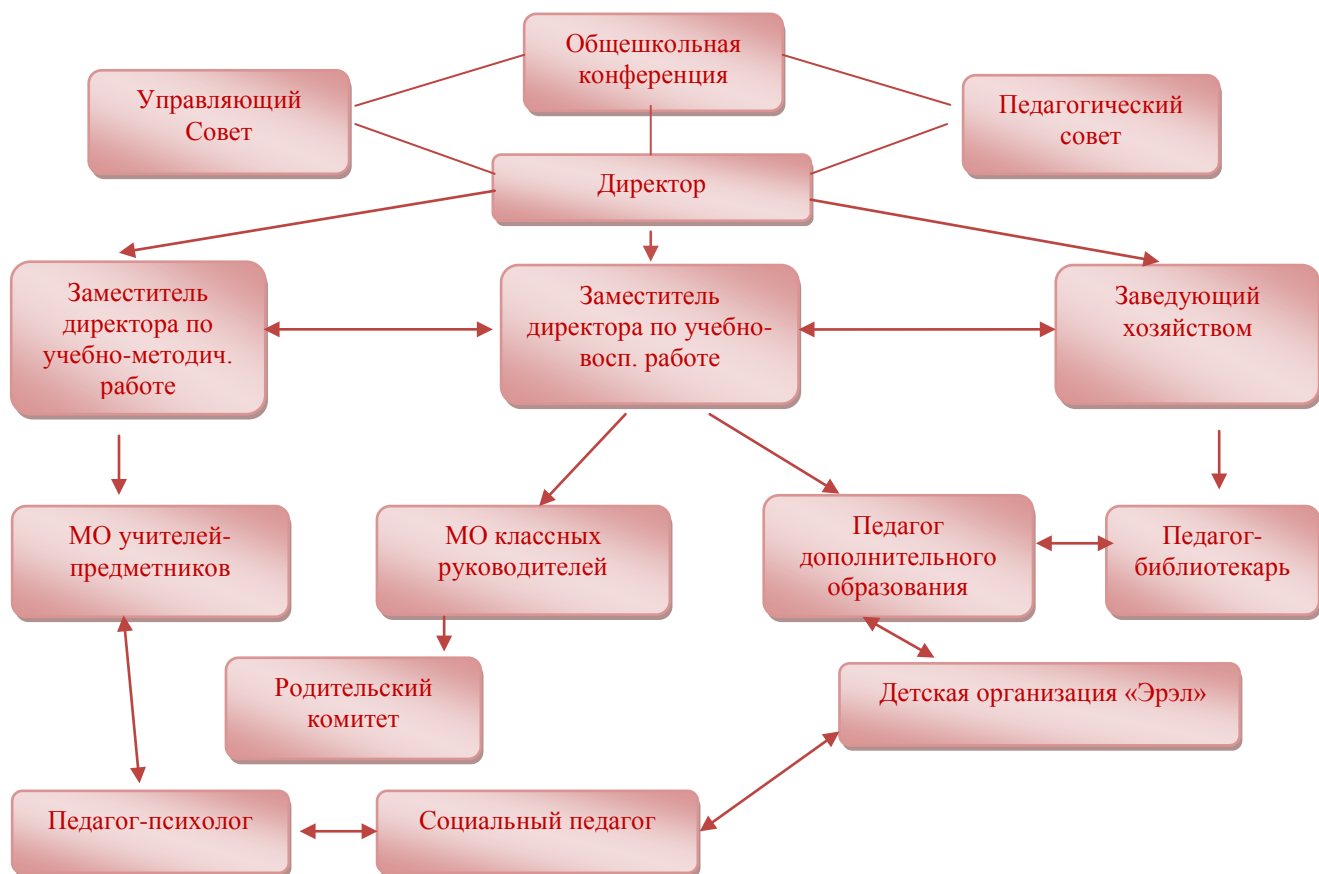 Общешкольная
конференция
Управляющий
Совет
Педагогический
совет
Директор
Заместитель
директора по
учебно-методич.
работе
Заместитель
директора по учебно-
восп. работе
Заведующий
хозяйством
МО учителей-
предметников
МО классных
руководителей
Педагог
дополнительного
образования
Педагог-
библиотекарь
Родительский
комитет
Детская организация «Эрэл»
Педагог-психолог
Социальный педагог